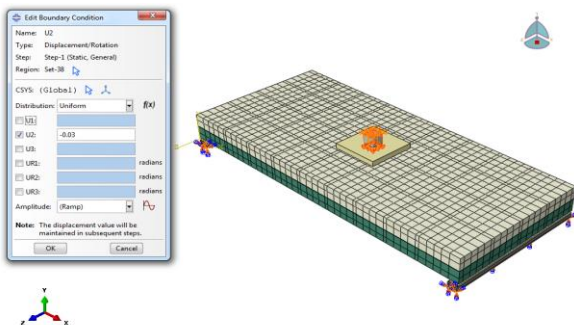 Edit Boundary Condition
Name: U2
Type: Displacement/Rotation
Step: Step-1 (Static, General)
Region: Set-38
CSYS: (Global)
Distribution: Uniform f(x)
U1:
U2: -0.03
U3:
UR1: radians
UR2: radians
UR3: radians
Amplitude: (Ramp)
Note: The displacement value will be
maintained in subsequent steps.
OK Cancel
Y
Z X